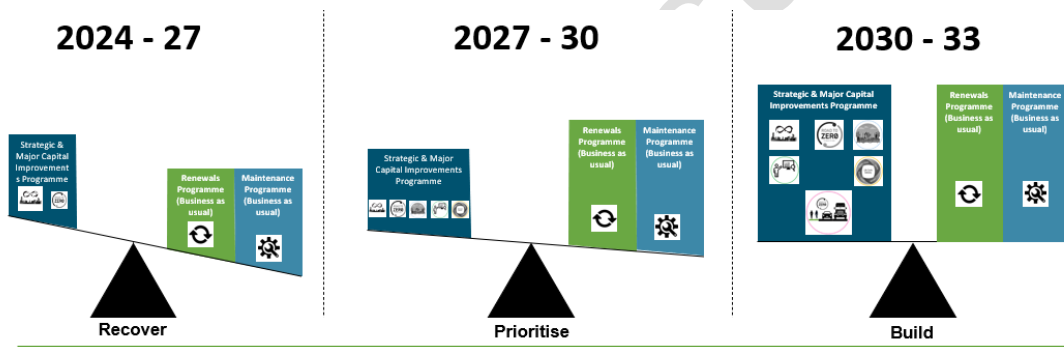 2024 - 27
2027 - 30
2030 - 33
Strategic &
Major Capital
Improvement
s Programme
Renewals
Programme
(Business as
usual)
Maintenance
Programme
(Business as
usual)
Recover
Strategic & Major
Capital Improvements
Programme
Renewals
Programme
(Business as
usual)
Maintenance
Programme
(Business as
usual)
Prioritise
Strategic & Major Capital
Improvements Programme
ZERO
Renewals
Programme
(Business as
usual)
Maintenance
Programme
(Business as
usual)
Build